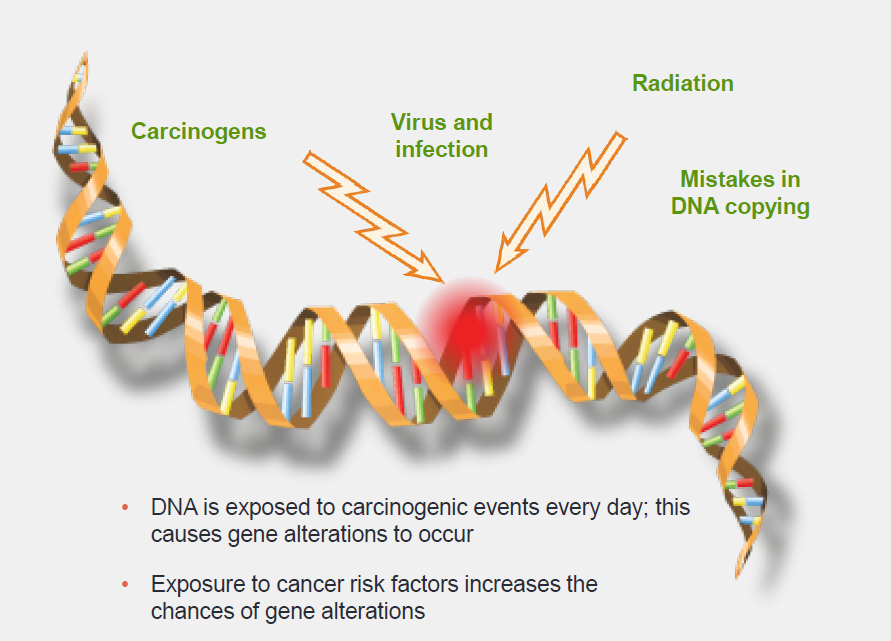 Radiation
Carcinogens
Virus and
infection
Mistakes in
DNA copying
• DNA is exposed to carcinogenic events every day; this
causes gene alterations to occur
• Exposure to cancer risk factors increases the
chances of gene alterations